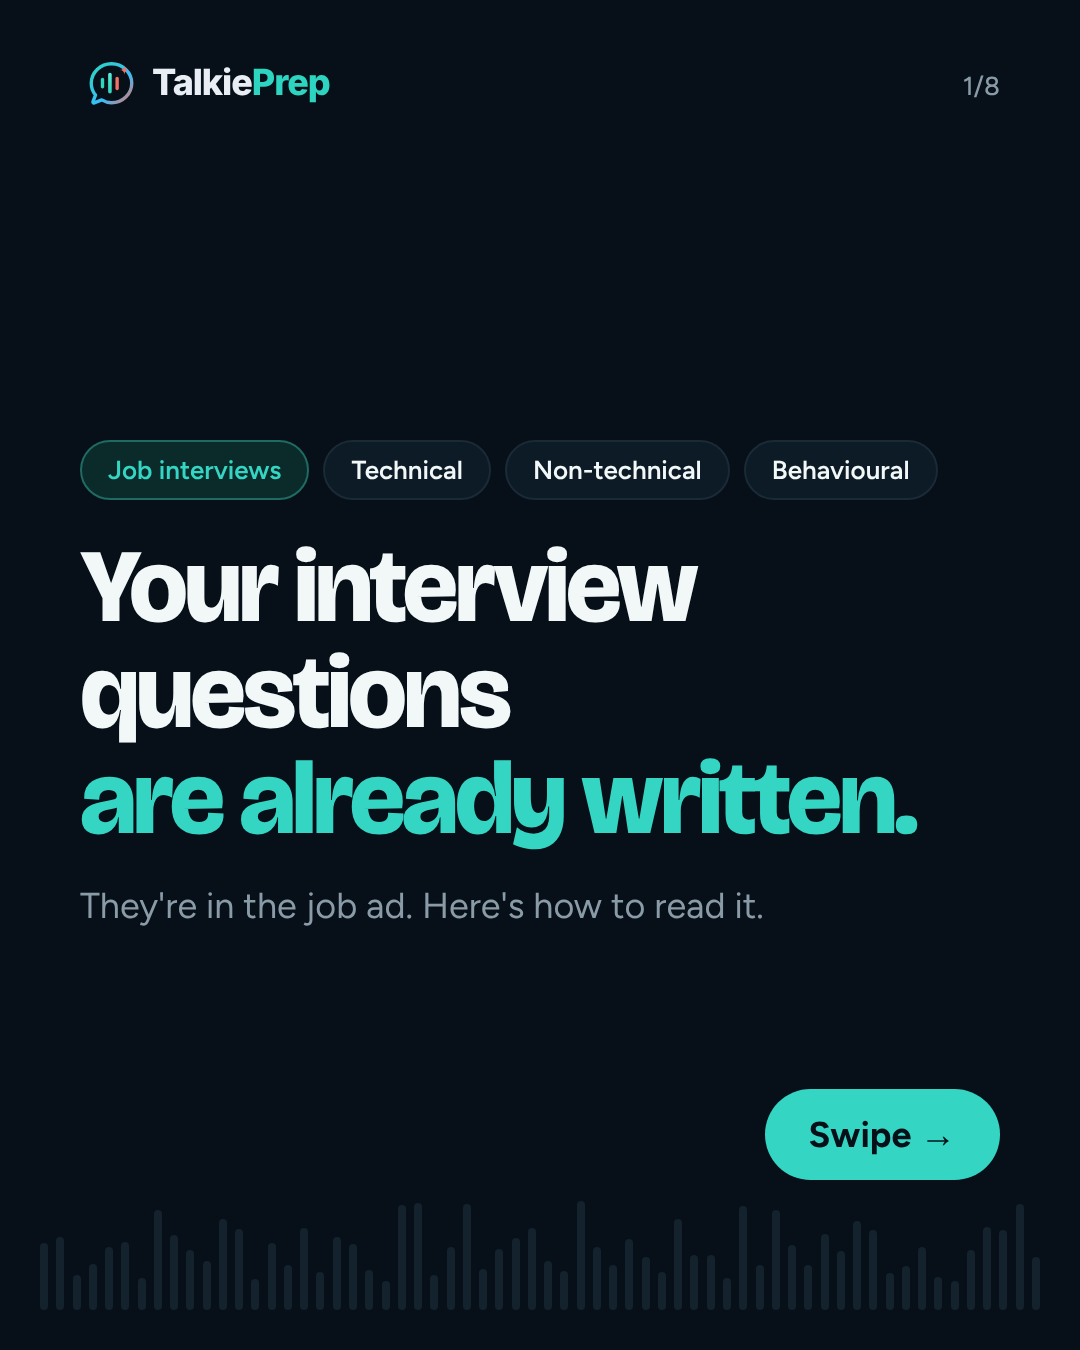 TalkiePrep
1/8
Job interviews Technical Non-technical Behavioural
Your interview
questions
are already written.
They're in the job ad. Here's how to read it.
Swipe →